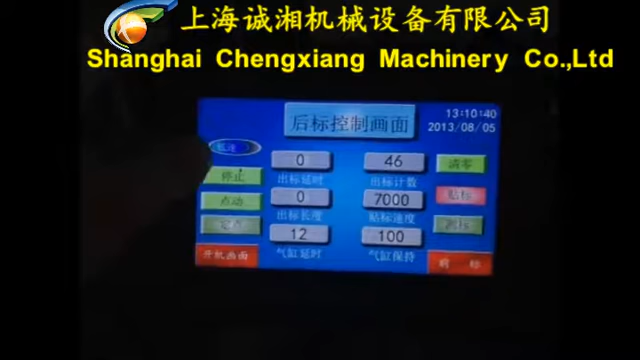 上海诚湘机械设备有限公司
Shanghai Chengxiang Machinery Co.,Ltd
后标控制画面
13:10:40
2013/08/05
0
46
清零
停止
出标延时
出标计数
0
7000
贴标
点动
出标长度
贴标速度
12
100
气缸延时
气缸保持
开机画面
前 标